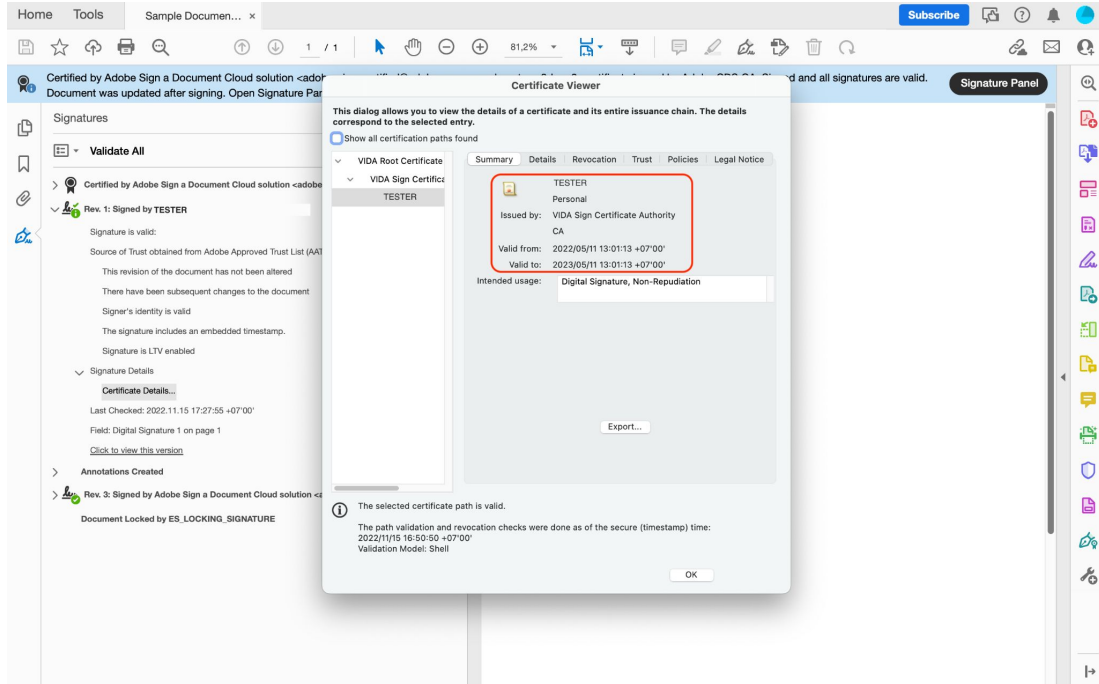 Home Tools Sample Documen... ×
Subscribe
1 / 1 81,2%
Certified by Adobe Sign a Document Cloud solution <adob
d and all signatures are valid.
Document was updated after signing. Open Signature Par
Signature Panel
Signatures
Validate All
Certified by Adobe Sign a Document Cloud solution <adobe
Rev. 1: Signed by TESTER
Signature is valid:
Source of Trust obtained from Adobe Approved Trust List (AAT
This revision of the document has not been altered
There have been subsequent changes to the document
Signer's identity is valid
The signature includes an embedded timestamp.
Signature is LTV enabled
Signature Details
Certificate Details...
Last Checked: 2022.11.15 17:27:55 +07'00'
Field: Digital Signature 1 on page 1
Click to view this version
Annotations Created
Rev. 3: Signed by Adobe Sign a Document Cloud solution <a
Document Locked by ES_LOCKING_SIGNATURE
Certificate Viewer
This dialog allows you to view the details of a certificate and its entire issuance chain. The details
correspond to the selected entry.
Show all certification paths found
VIDA Root Certificate
VIDA Sign Certifica
TESTER
Summary Details Revocation Trust Policies Legal Notice
TESTER
Personal
Issued by: VIDA Sign Certificate Authority
CA
Valid from: 2022/05/11 13:01:13 +07'00'
Valid to: 2023/05/11 13:01:13 +07'00'
Intended usage: Digital Signature, Non-Repudiation
Export...
The selected certificate path is valid.
The path validation and revocation checks were done as of the secure (timestamp) time:
2022/11/15 16:50:50 +07'00'
Validation Model: Shell
OK